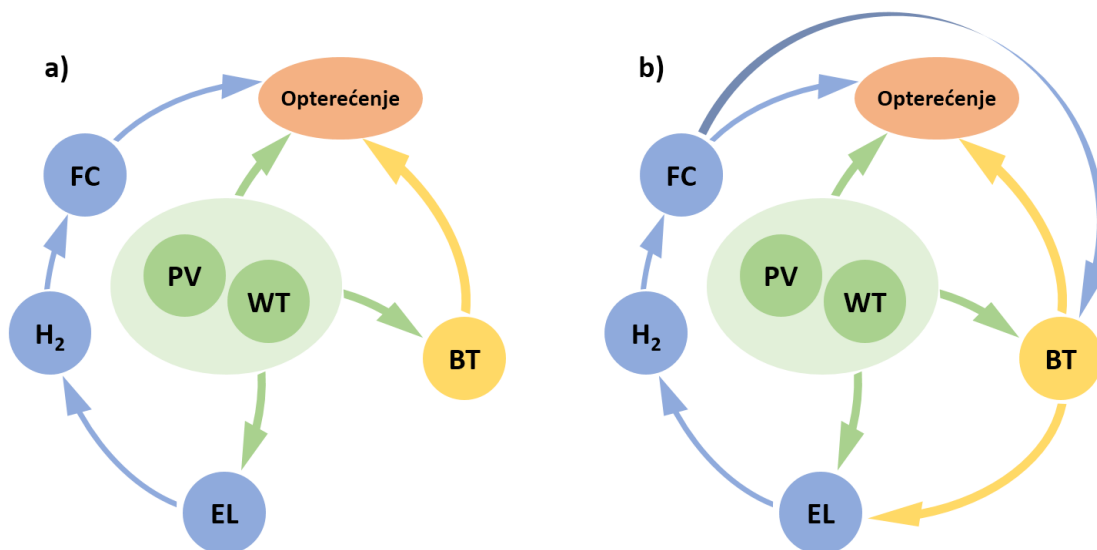 a)
Opterećenje
FC
PV
WT
H₂
BT
EL
b)
Opterećenje
FC
PV
WT
H₂
BT
EL